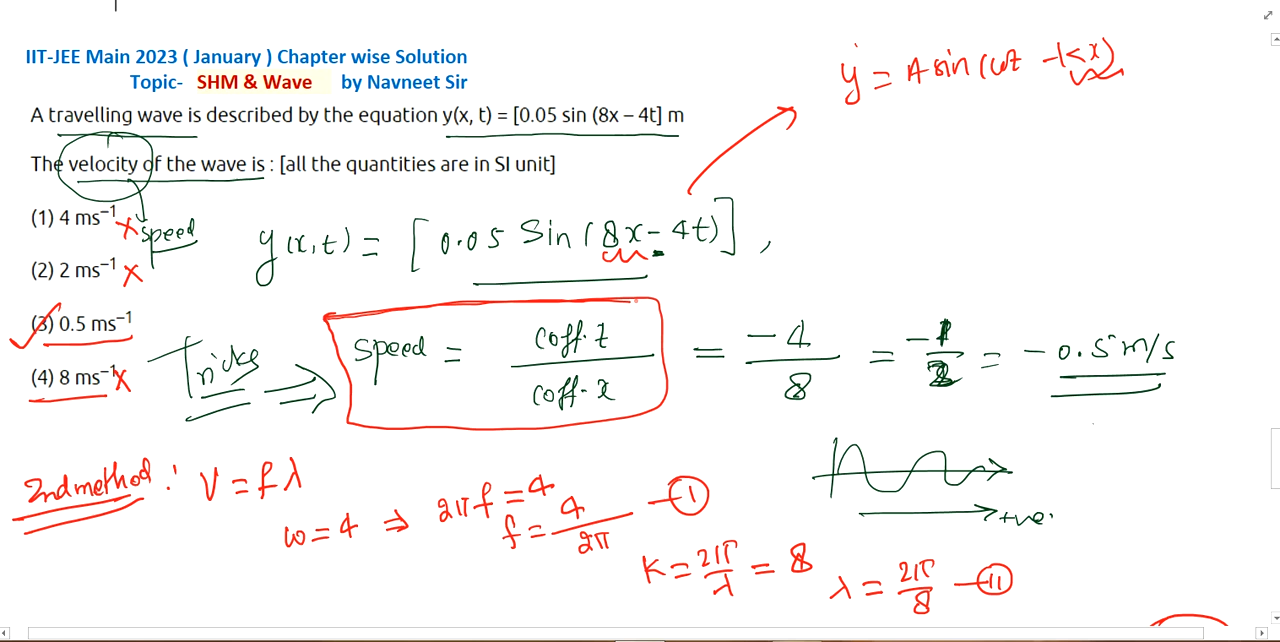 IIT-JEE Main 2023 ( January ) Chapter wise Solution
Topic- SHM & Wave by Navneet Sir
A travelling wave is described by the equation y(x, t) = [0.05 sin (8x – 4t] m
The velocity of the wave is : [all the quantities are in SI unit]
(1) 4 ms⁻¹
(2) 2 ms⁻¹
(3) 0.5 ms⁻¹
(4) 8 ms⁻¹
y = A sin (ωt - kx)
speed
y(x,t) = [0.05 Sin (8x - 4t)],
Tricks => speed = coff. t / coff. x = -4/8 = -1/2 = -0.5 m/s
2nd method : V = fλ
ω = 4 => 2πf = 4
f = 4/2π - (I)
+ve.
K = 2π/λ = 8
λ = 2π/8 - (II)